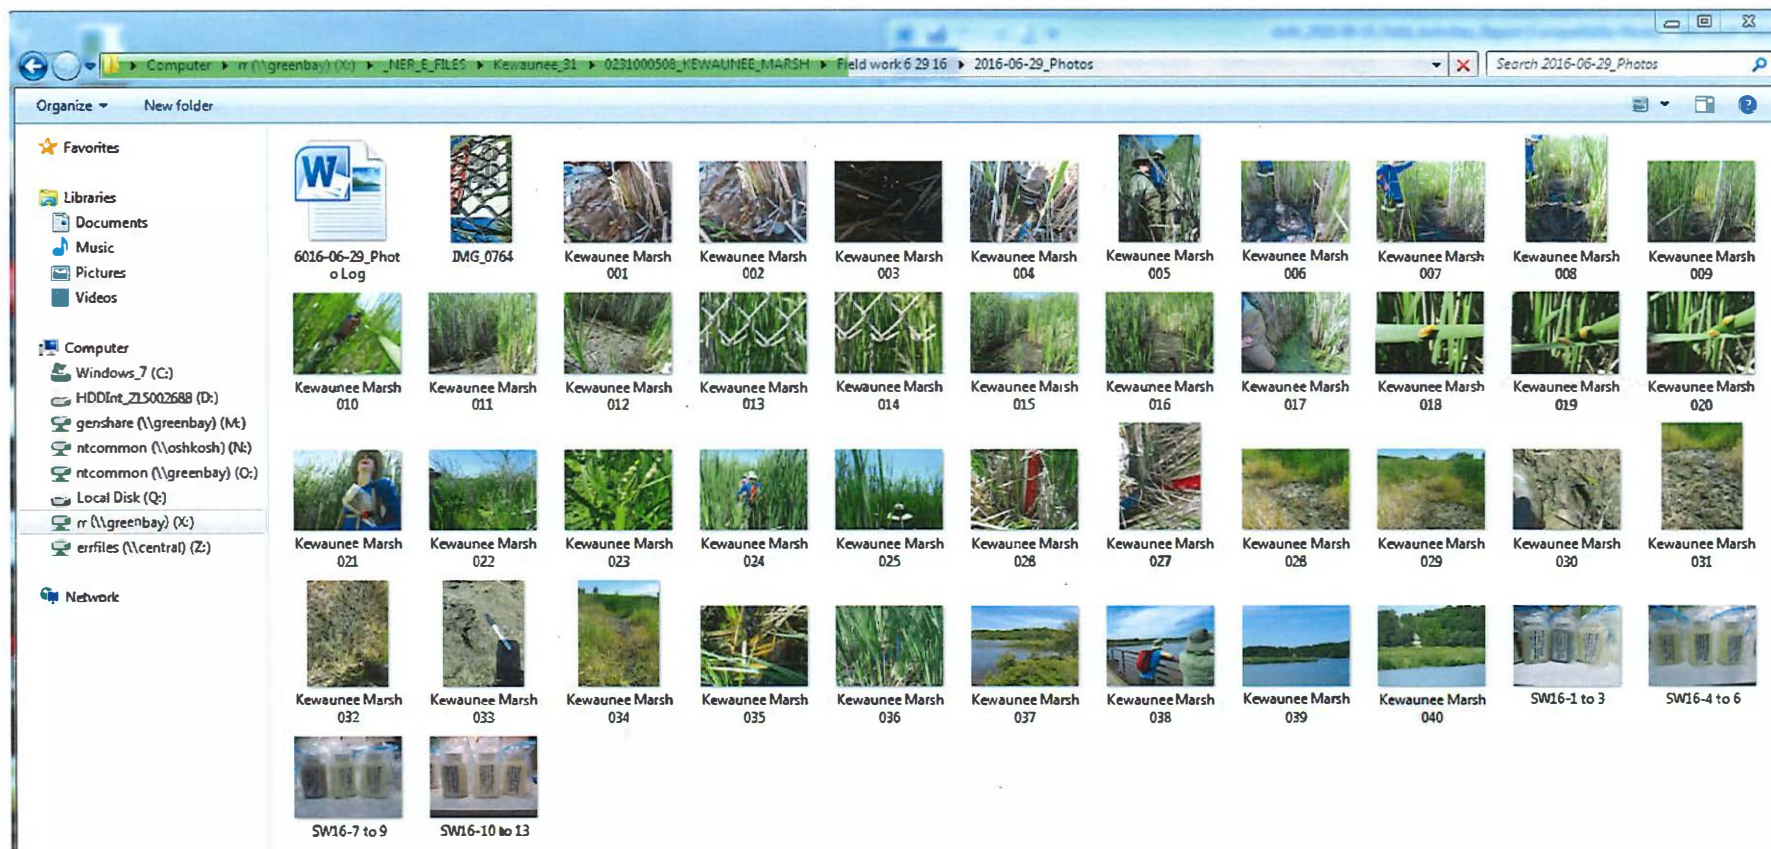 Computer ▸ rr (\\greenbay) (X:) ▸ _NER_E_FILES ▸ Kewaunee_31 ▸ 0231000508_KEWAUNEE_MARSH ▸ Field work 6 29 16 ▸ 2016-06-29_Photos
Search 2016-06-29_Photos
Organize
New folder
Favorites
Libraries
Documents
Music
Pictures
Videos
Computer
Windows_7 (C:)
HDDInt_Z1S002688 (D:)
genshare (\\greenbay) (M:)
ntcommon (\\oshkosh) (N:)
ntcommon (\\greenbay) (O:)
Local Disk (Q:)
rr (\\greenbay) (X:)
errfiles (\\central) (Z:)
Network
6016-06-29_Phot
o Log
IMG_0764
Kewaunee Marsh
001
Kewaunee Marsh
002
Kewaunee Marsh
003
Kewaunee Marsh
004
Kewaunee Marsh
005
Kewaunee Marsh
006
Kewaunee Marsh
007
Kewaunee Marsh
008
Kewaunee Marsh
009
Kewaunee Marsh
010
Kewaunee Marsh
011
Kewaunee Marsh
012
Kewaunee Marsh
013
Kewaunee Marsh
014
Kewaunee Marsh
015
Kewaunee Marsh
016
Kewaunee Marsh
017
Kewaunee Marsh
018
Kewaunee Marsh
019
Kewaunee Marsh
020
Kewaunee Marsh
021
Kewaunee Marsh
022
Kewaunee Marsh
023
Kewaunee Marsh
024
Kewaunee Marsh
025
Kewaunee Marsh
026
Kewaunee Marsh
027
Kewaunee Marsh
028
Kewaunee Marsh
029
Kewaunee Marsh
030
Kewaunee Marsh
031
Kewaunee Marsh
032
Kewaunee Marsh
033
Kewaunee Marsh
034
Kewaunee Marsh
035
Kewaunee Marsh
036
Kewaunee Marsh
037
Kewaunee Marsh
038
Kewaunee Marsh
039
Kewaunee Marsh
040
SW16-1 to 3
SW16-4 to 6
SW16-7 to 9
SW16-10 to 13